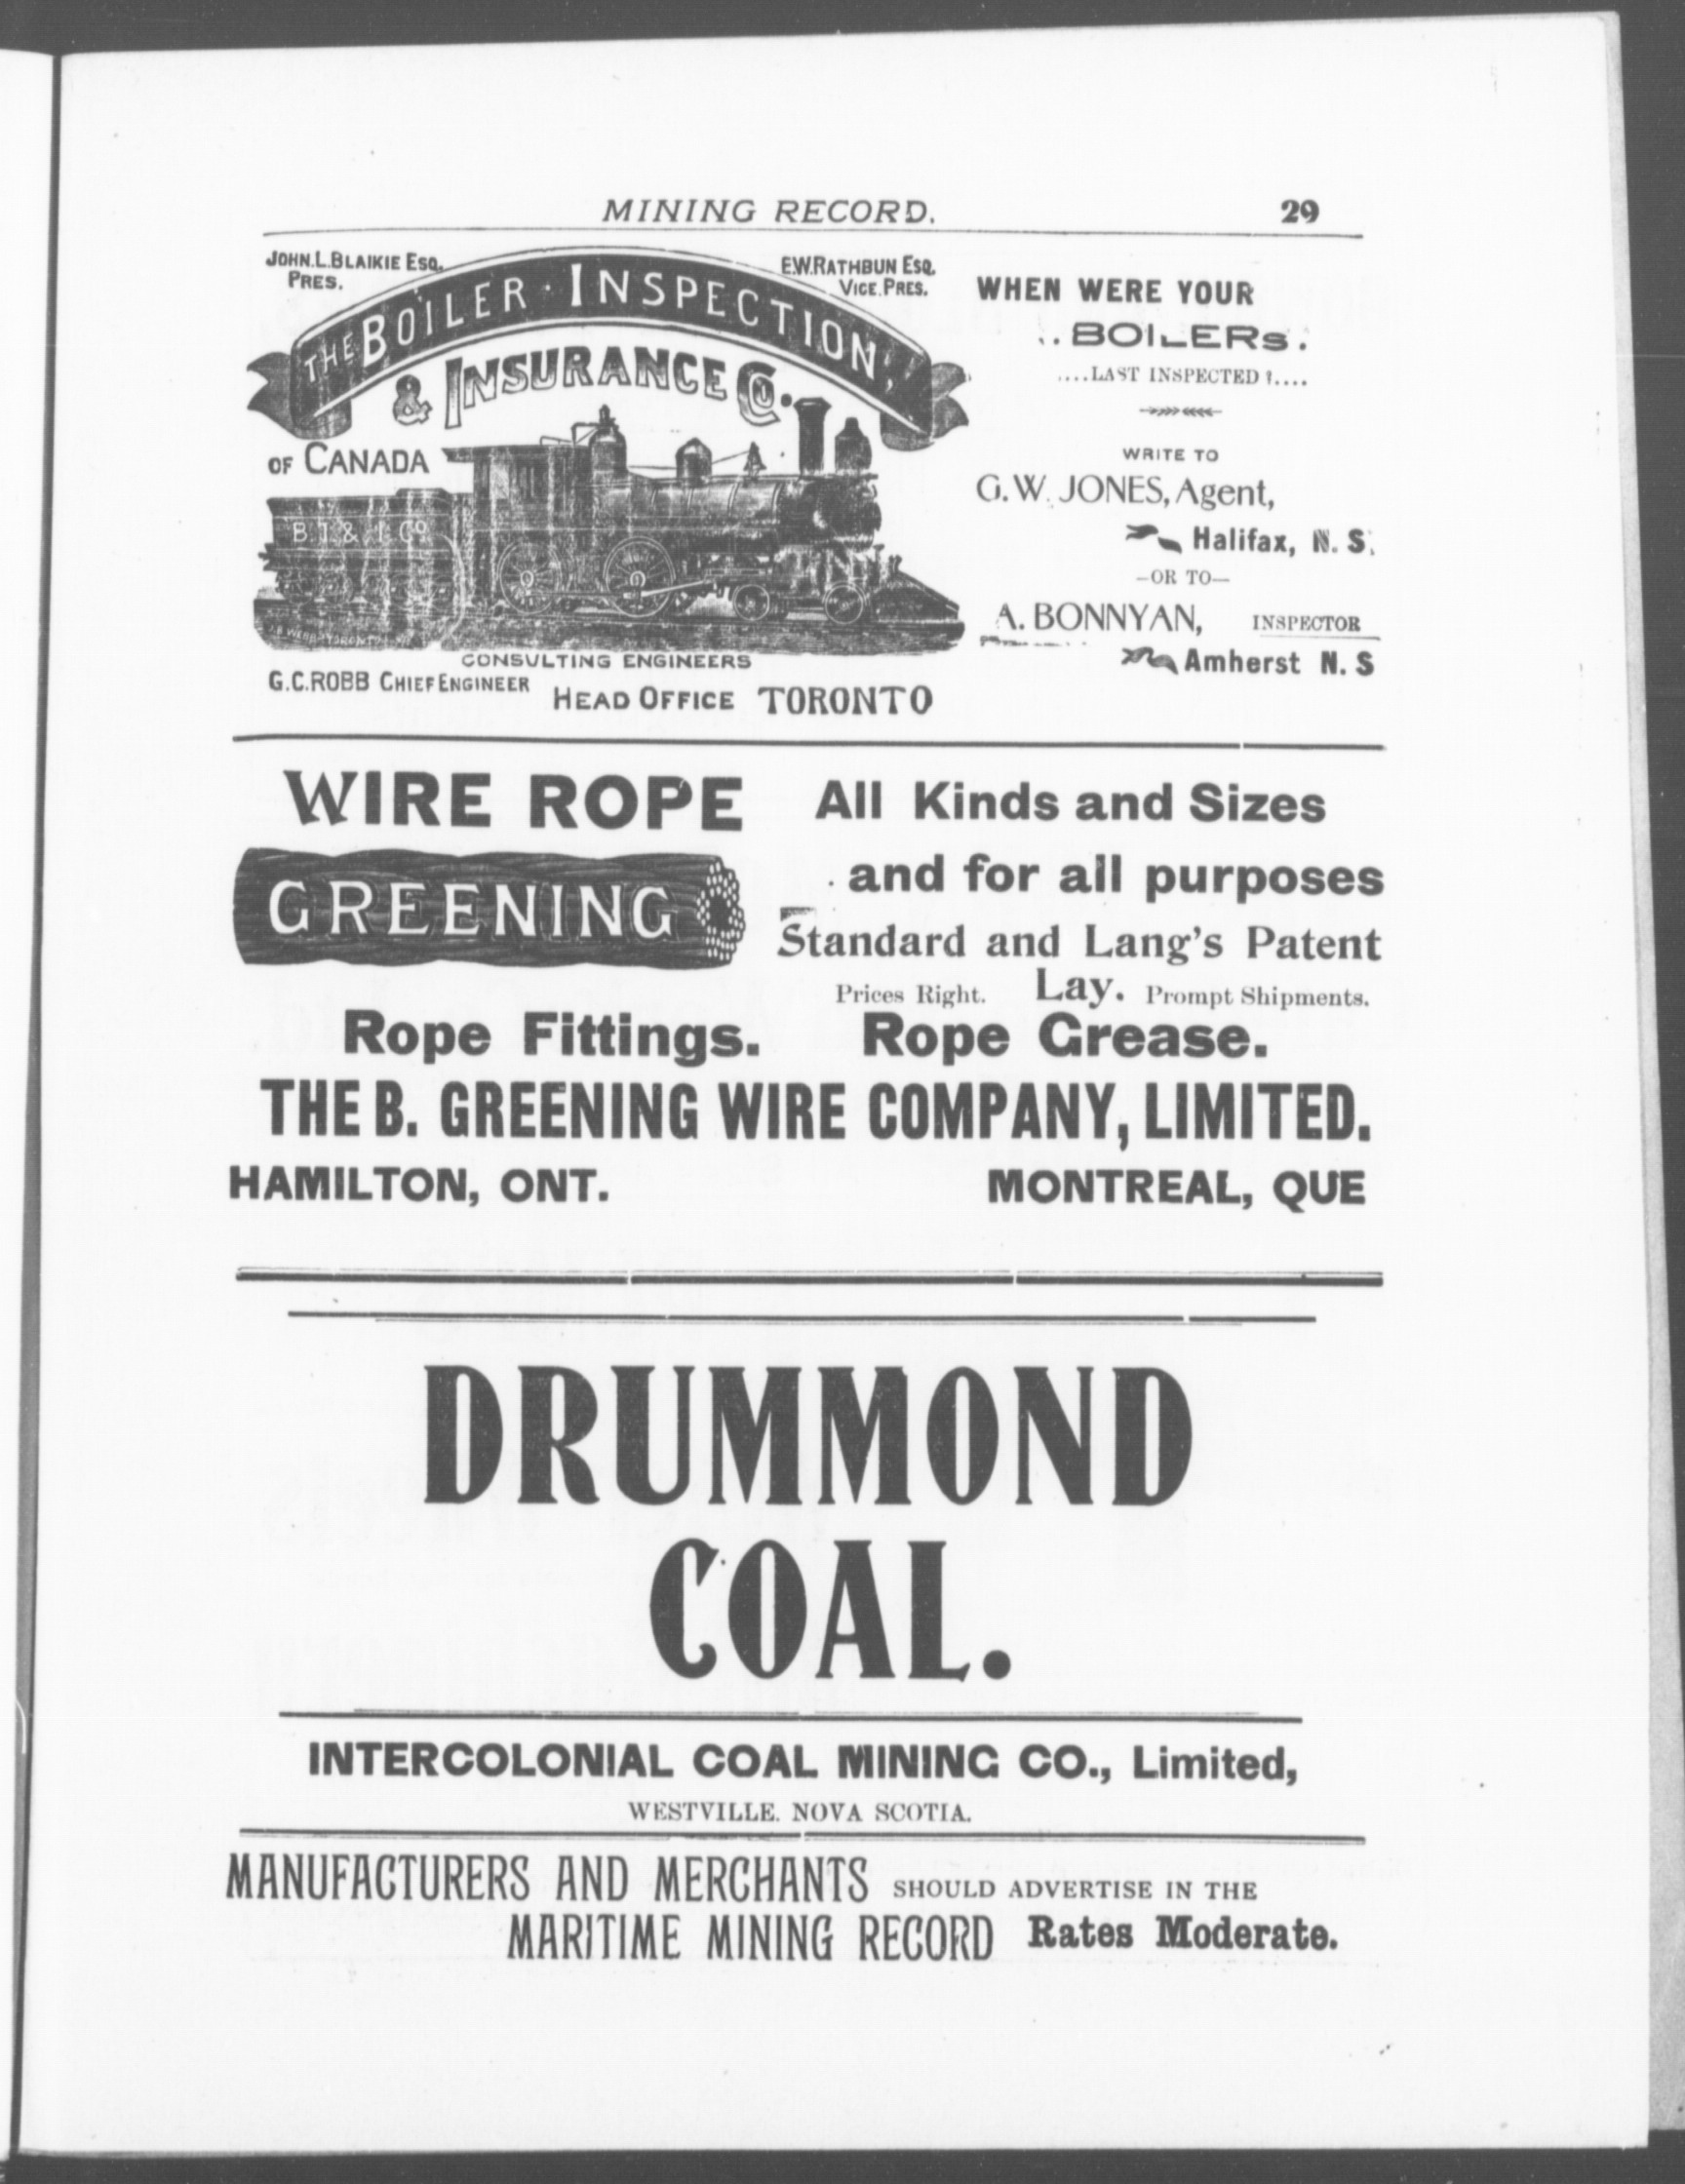 MINING RECORD. 29
JOHN.L.BLAIKIE ESQ.
PRES.
E.W.RATHBUN ESQ.
VICE.PRES.
THE BOILER · INSPECTION
& INSURANCE CO.
OF CANADA
B.I.& I.CO
CONSULTING ENGINEERS
G.C.ROBB CHIEF ENGINEER
HEAD OFFICE TORONTO
WHEN WERE YOUR
..BOILERs.
....LAST INSPECTED ?....
WRITE TO
G. W. JONES, Agent,
Halifax, N. S.
—OR TO—
A. BONNYAN, INSPECTOR
Amherst N. S
WIRE ROPE
GREENING
All Kinds and Sizes
and for all purposes
Standard and Lang's Patent
Prices Right. Lay. Prompt Shipments.
Rope Fittings. Rope Grease.
THE B. GREENING WIRE COMPANY, LIMITED.
HAMILTON, ONT. MONTREAL, QUE
DRUMMOND
COAL.
INTERCOLONIAL COAL MINING CO., Limited,
WESTVILLE. NOVA SCOTIA.
MANUFACTURERS AND MERCHANTS SHOULD ADVERTISE IN THE
MARITIME MINING RECORD Rates Moderate.